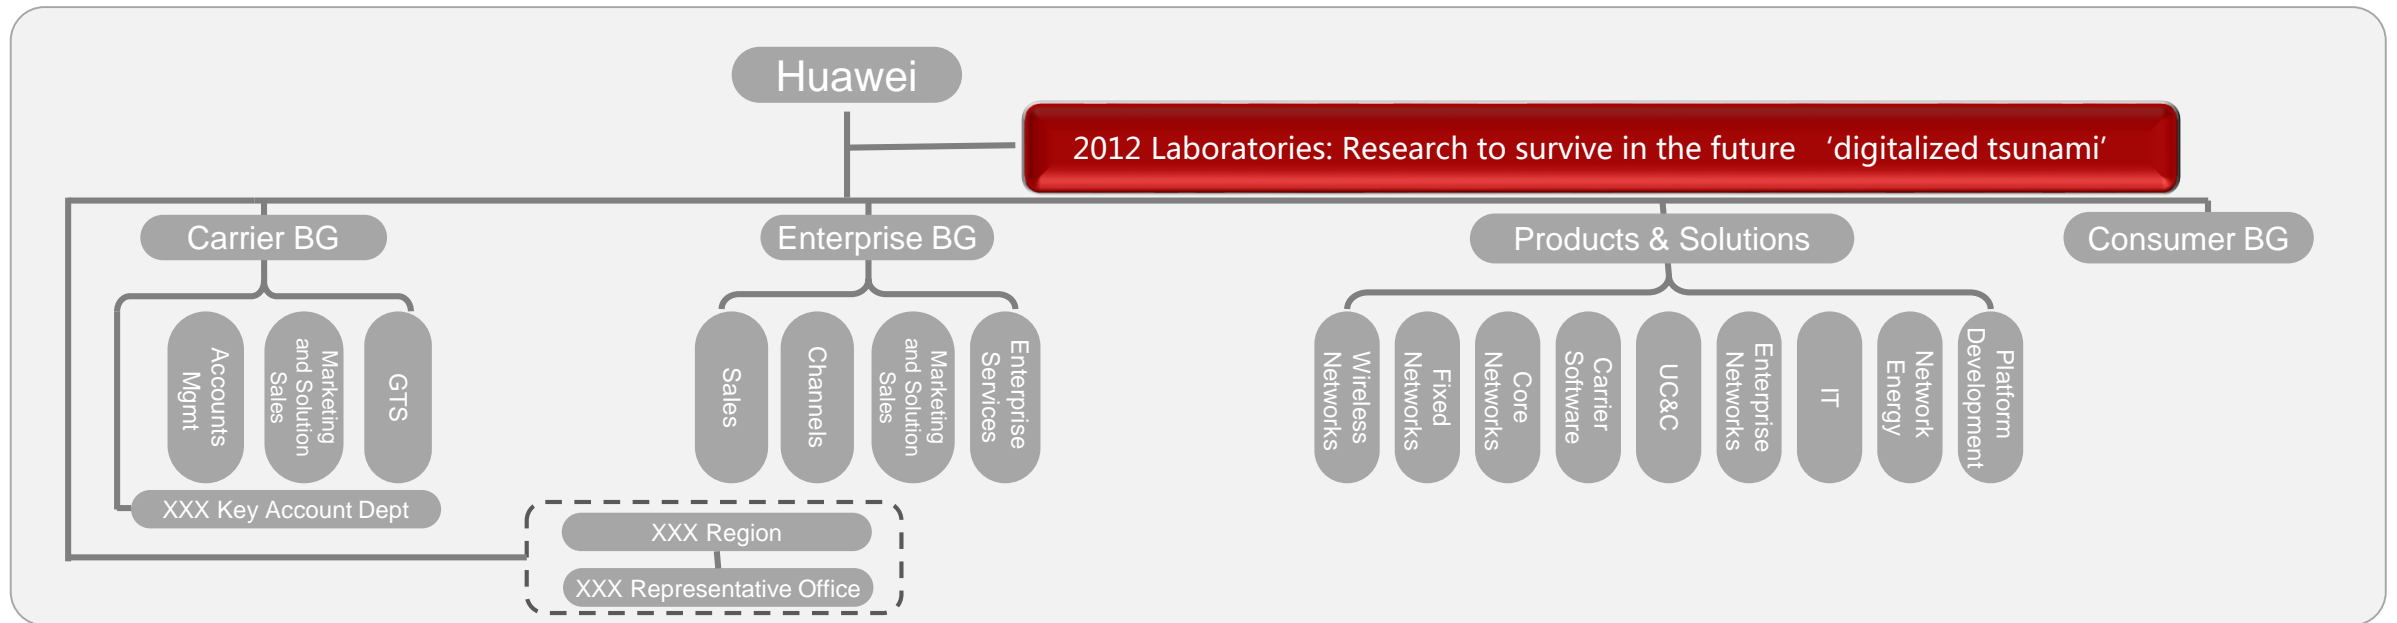 Huawei
2012 Laboratories: Research to survive in the future ‘digitalized tsunami’
Carrier BG
Enterprise BG
Products & Solutions
Consumer BG
Accounts
Mgmt
Marketing
and Solution
Sales
GTS
Sales
Channels
Marketing
and Solution
Sales
Enterprise
Services
Wireless
Networks
Fixed
Networks
Core
Networks
Carrier
Software
UC&C
Enterprise
Networks
IT
Network
Energy
Platform
Development
XXX Key Account Dept
XXX Region
XXX Representative Office